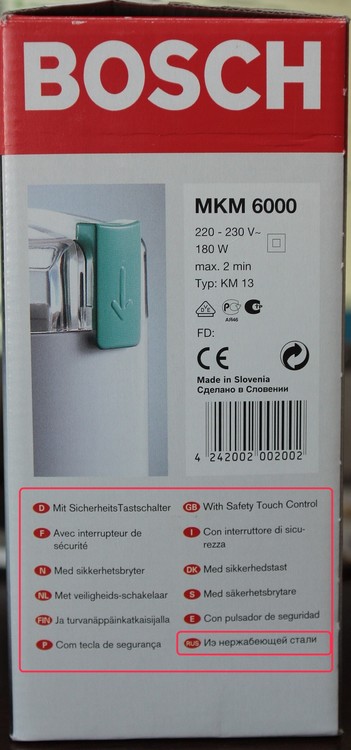 BOSCH
MKM 6000
220 - 230 V~
180 W
max. 2 min
Typ: KM 13
FD:
CE
Made in Slovenia
Сделано в Словении
4 242002 002002
D Mit SicherheitsTastschalter
GB With Safety Touch Control
F Avec interrupteur de
sécurité
I Con interruttore di sicu-
rezza
N Med sikkerhetsbryter
DK Med sikkerhedstast
NL Met veiligheids-schakelaar
S Med säkerhetsbrytare
FIN Ja turvanäppäinkatkaisijalla
E Con pulsador de seguridad
P Com tecla de segurança
RUS Из нержабеющей стали